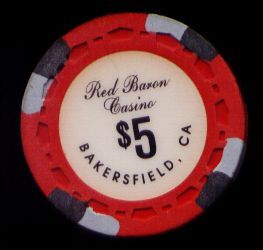 Red Baron
Casino
$5
BAKERSFIELD, CA